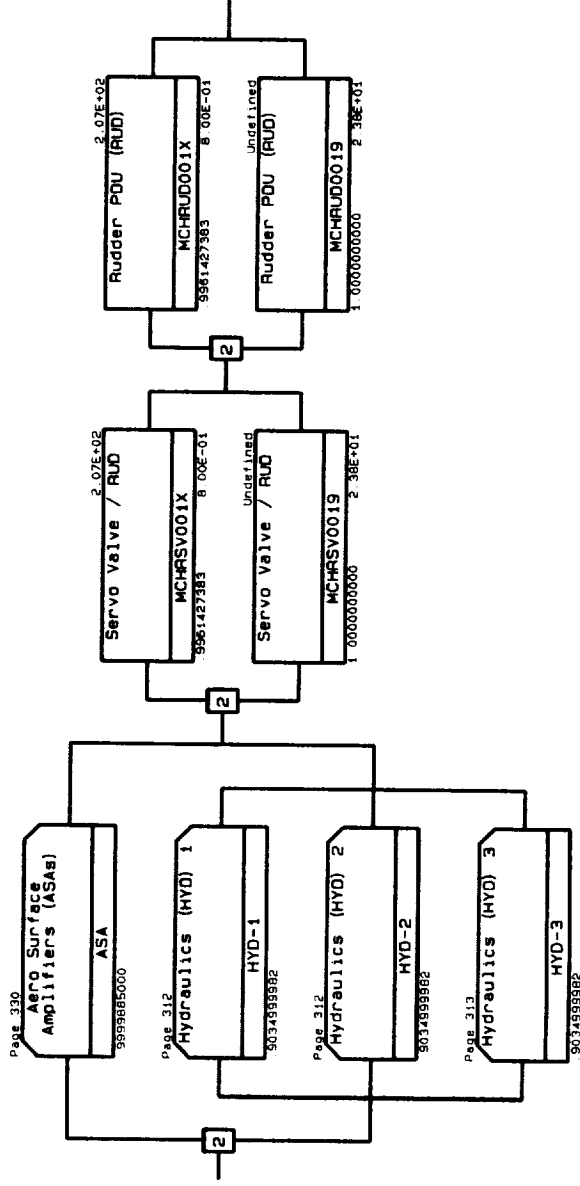 Page 330
Aero Surface
Amplifiers (ASAs)
ASA
9999885000
Page 312
Hydraulics (HYD) 1
HYD-1
.9034999982
Page 312
Hydraulics (HYD) 2
HYD-2
9034999982
Page 313
Hydraulics (HYD) 3
HYD-3
.9034999982
2
2
2.07E+02
Servo Valve / RUD
MCHRSV001X
.9961427383
8.00E-01
Undefined
Servo Valve / RUD
MCHRSV0019
1 0000000000
2.38E+01
2
2.07E+02
Rudder PDU (RUD)
MCHRUD001X
.9961427383
8.00E-01
Undefined
Rudder PDU (RUD)
MCHRUD0019
1.0000000000
2.38E+01